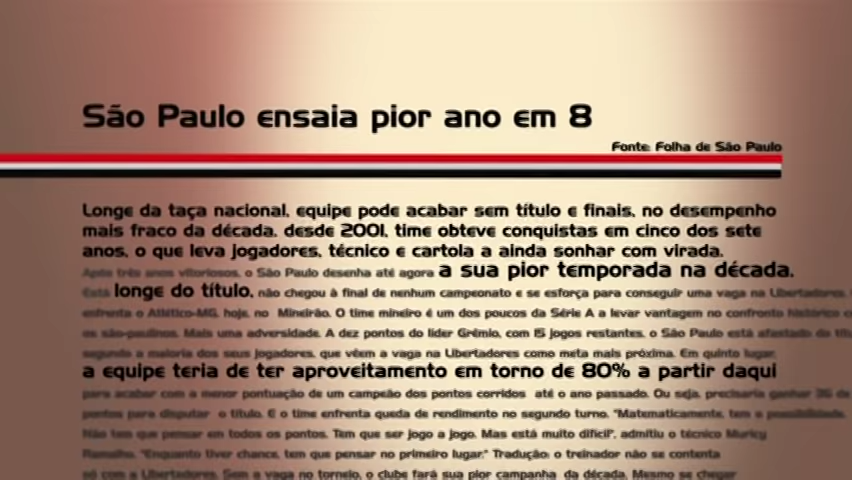 São Paulo ensaia pior ano em 8
Fonte: Folha de São Paulo
Longe da taça nacional, equipe pode acabar sem título e finais, no desempenho
mais fraco da década. desde 2001, time obteve conquistas em cinco dos sete
anos, o que leva jogadores, técnico e cartola a ainda sonhar com virada.
Após três anos vitoriosos, o São Paulo desenha até agora a sua pior temporada na década.
Está longe do título, não chegou à final de nenhum campeonato e se esforça para conseguir uma vaga na Libertadores.
enfrenta o Atlético-MG, hoje, no Mineirão. O time mineiro é um dos poucos da Série A a levar vantagem no confronto histórico
os são-paulinos. Mais uma adversidade. A dez pontos do líder Grêmio, com 15 jogos restantes, o São Paulo está afastado do
segundo a maioria dos seus jogadores, que vêem a vaga na Libertadores como meta mais próxima. Em quinto lugar,
a equipe teria de ter aproveitamento em torno de 80% a partir daqui
para acabar com a menor pontuação de um campeão dos pontos corridos até o ano passado. Ou seja, precisaria ganhar 36 de
pontos para disputar o título. E o time enfrenta queda de rendimento no segundo turno. "Matematicamente, tem a possibilidade.
Não tem que pensar em todos os pontos. Tem que ser jogo a jogo. Mas está muito difícil", admitiu o técnico Muricy
Ramalho. "Enquanto tiver chance, tem que pensar no primeiro lugar." Tradução: o treinador não se contenta
só com a Libertadores. Sem a vaga no torneio, o clube fará sua pior campanha da década. Mesmo se chegar